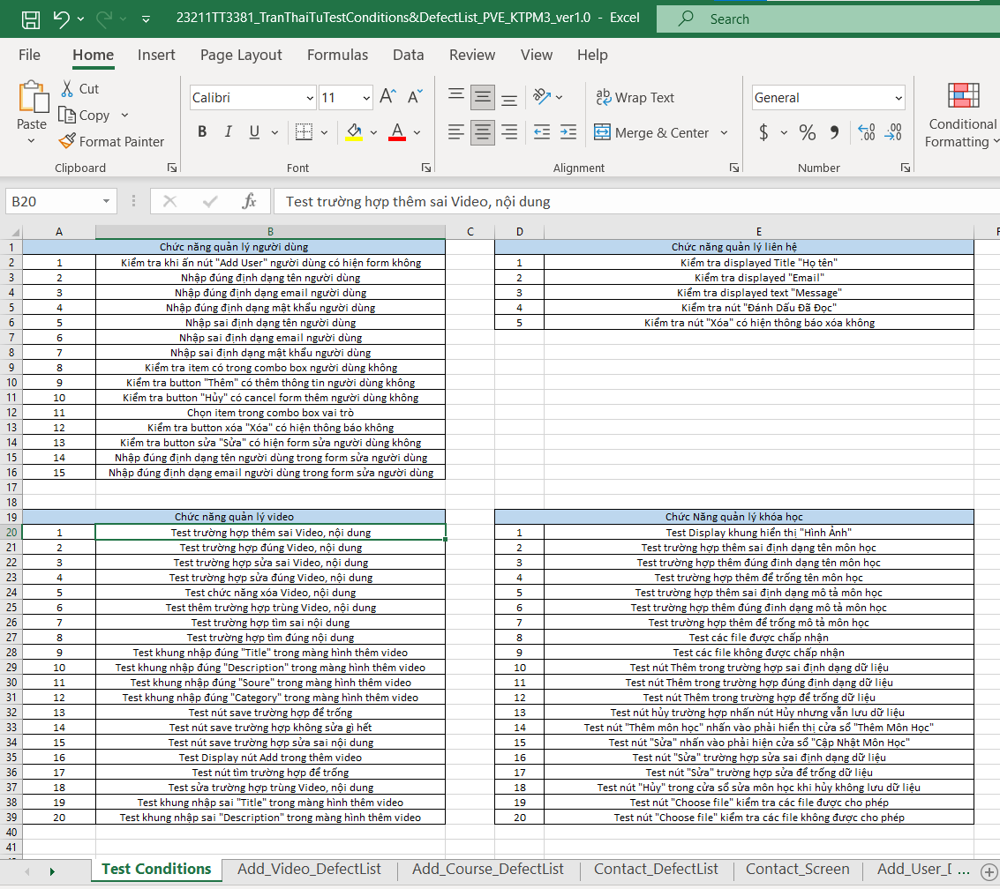 23211TT3381_TranThaiTuTestConditions&DefectList_PVE_KTPM3_ver1.0 - Excel
Search
File Home Insert Page Layout Formulas Data Review View Help
Paste
Cut
Copy
Format Painter
Clipboard
Calibri 11
B I U
Font
Wrap Text
Merge & Center
Alignment
General
$ % 9
.00 .00
Number
Conditional
Formatting
B20 fx Test trường hợp thêm sai Video, nội dung
A B C D E F
1 Chức năng quản lý người dùng Chức năng quản lý liên hệ
2 1 Kiểm tra khi ấn nút "Add User" người dùng có hiện form không 1 Kiểm tra displayed Title "Họ tên"
3 2 Nhập đúng định dạng tên người dùng 2 Kiểm tra displayed "Email"
4 3 Nhập đúng định dạng email người dùng 3 Kiểm tra displayed text "Message"
5 4 Nhập đúng định dạng mật khẩu người dùng 4 Kiểm tra nút "Đánh Dấu Đã Đọc"
6 5 Nhập sai định dạng tên người dùng 5 Kiểm tra nút "Xóa" có hiện thông báo xóa không
7 6 Nhập sai định dạng email người dùng
8 7 Nhập sai định dạng mật khẩu người dùng
9 8 Kiểm tra item có trong combo box người dùng không
10 9 Kiểm tra button "Thêm" có thêm thông tin người dùng không
11 10 Kiểm tra button "Hủy" có cancel form thêm người dùng không
12 11 Chọn item trong combo box vai trò
13 12 Kiểm tra button xóa "Xóa" có hiện thông báo không
14 13 Kiểm tra button sửa "Sửa" có hiện form sửa người dùng không
15 14 Nhập đúng định dạng tên người dùng trong form sửa người dùng
16 15 Nhập đúng định dạng email người dùng trong form sửa người dùng
17
18
19 Chức năng quản lý video Chức Năng quản lý khóa học
20 1 Test trường hợp thêm sai Video, nội dung 1 Test Display khung hiển thị "Hình Ảnh"
21 2 Test trường hợp đúng Video, nội dung 2 Test trường hợp thêm sai định dạng tên môn học
22 3 Test trường hợp sửa sai Video, nội dung 3 Test trường hợp thêm đúng đinh dạng tên môn học
23 4 Test trường hợp sửa đúng Video, nội dung 4 Test trường hợp thêm để trống tên môn học
24 5 Test chức năng xóa Video, nội dung 5 Test trường hợp thêm sai định dạng mô tả môn học
25 6 Test thêm trường hợp trùng Video, nội dung 6 Test trường hợp thêm đúng đinh dạng mô tả môn học
26 7 Test trường hợp tìm sai nội dung 7 Test trường hợp thêm để trống mô tả môn học
27 8 Test trường hợp tìm đúng nội dung 8 Test các file được chấp nhận
28 9 Test khung nhập đúng "Title" trong màng hình thêm video 9 Test các file không được chấp nhận
29 10 Test khung nhập đúng "Description" trong màng hình thêm video 10 Test nút Thêm trong trường hợp sai định dạng dữ liệu
30 11 Test khung nhập đúng "Soure" trong màng hình thêm video 11 Test nút Thêm trong trường hợp đúng định dạng dữ liệu
31 12 Test khung nhập đúng "Category" trong màng hình thêm video 12 Test nút Thêm trong trường hợp để trống dữ liệu
32 13 Test nút save trường hợp để trống 13 Test nút hủy trường hợp nhấn nút Hủy nhưng vẫn lưu dữ liệu
33 14 Test nút save trường hợp không sửa gì hết 14 Test nút "Thêm môn học" nhấn vào phải hiển thị cửa sổ "Thêm Môn Học"
34 15 Test nút save trường hợp sửa sai nội dung 15 Test nút "Sửa" nhấn vào phải hiện cửa sổ "Cập Nhật Môn Học"
35 16 Test Display nút Add trong thêm video 16 Test nút "Sửa" trường hợp sửa sai định dạng dữ liệu
36 17 Test nút tìm trường hợp để trống 17 Test nút "Sửa" trường hợp sửa để trống dữ liệu
37 18 Test sửa trường hợp trùng Video, nội dung 18 Test nút "Hủy" trong cửa sổ sửa môn học khi hủy không lưu dữ liệu
38 19 Test khung nhập sai "Title" trong màng hình thêm video 19 Test nút "Choose file" kiểm tra các file được cho phép
39 20 Test khung nhập sai "Description" trong màng hình thêm video 20 Test nút "Choose file" kiểm tra các file không được cho phép
40
41
Test Conditions Add_Video_DefectList Add_Course_DefectList Contact_DefectList Contact_Screen Add_User_D ...